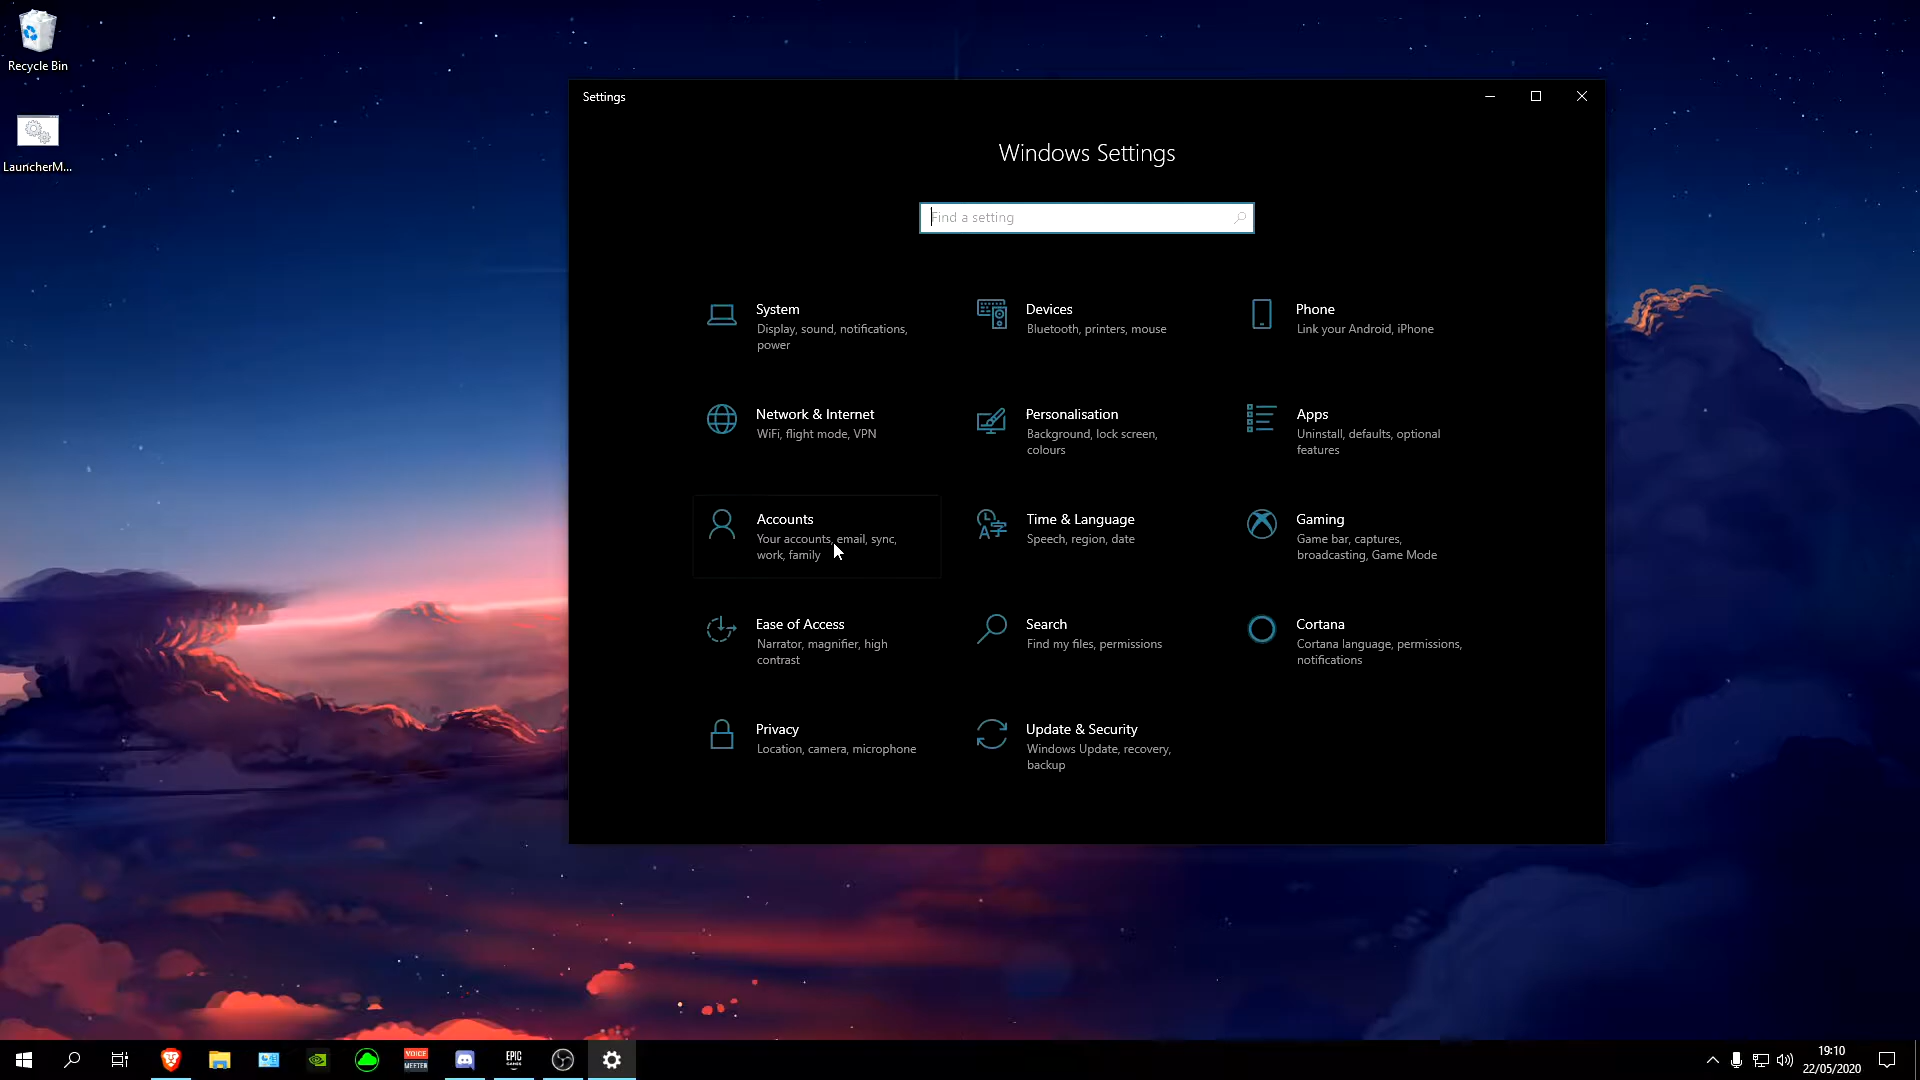 Recycle Bin
LauncherM...
Settings
Windows Settings
Find a setting
System
Display, sound, notifications,
power
Devices
Bluetooth, printers, mouse
Phone
Link your Android, iPhone
Network & Internet
WiFi, flight mode, VPN
Personalisation
Background, lock screen,
colours
Apps
Uninstall, defaults, optional
features
Accounts
Your accounts, email, sync,
work, family
Time & Language
Speech, region, date
Gaming
Game bar, captures,
broadcasting, Game Mode
Ease of Access
Narrator, magnifier, high
contrast
Search
Find my files, permissions
Cortana
Cortana language, permissions,
notifications
Privacy
Location, camera, microphone
Update & Security
Windows Update, recovery,
backup
VOICE
MEETER
EPIC
GAMES
19:10
22/05/2020